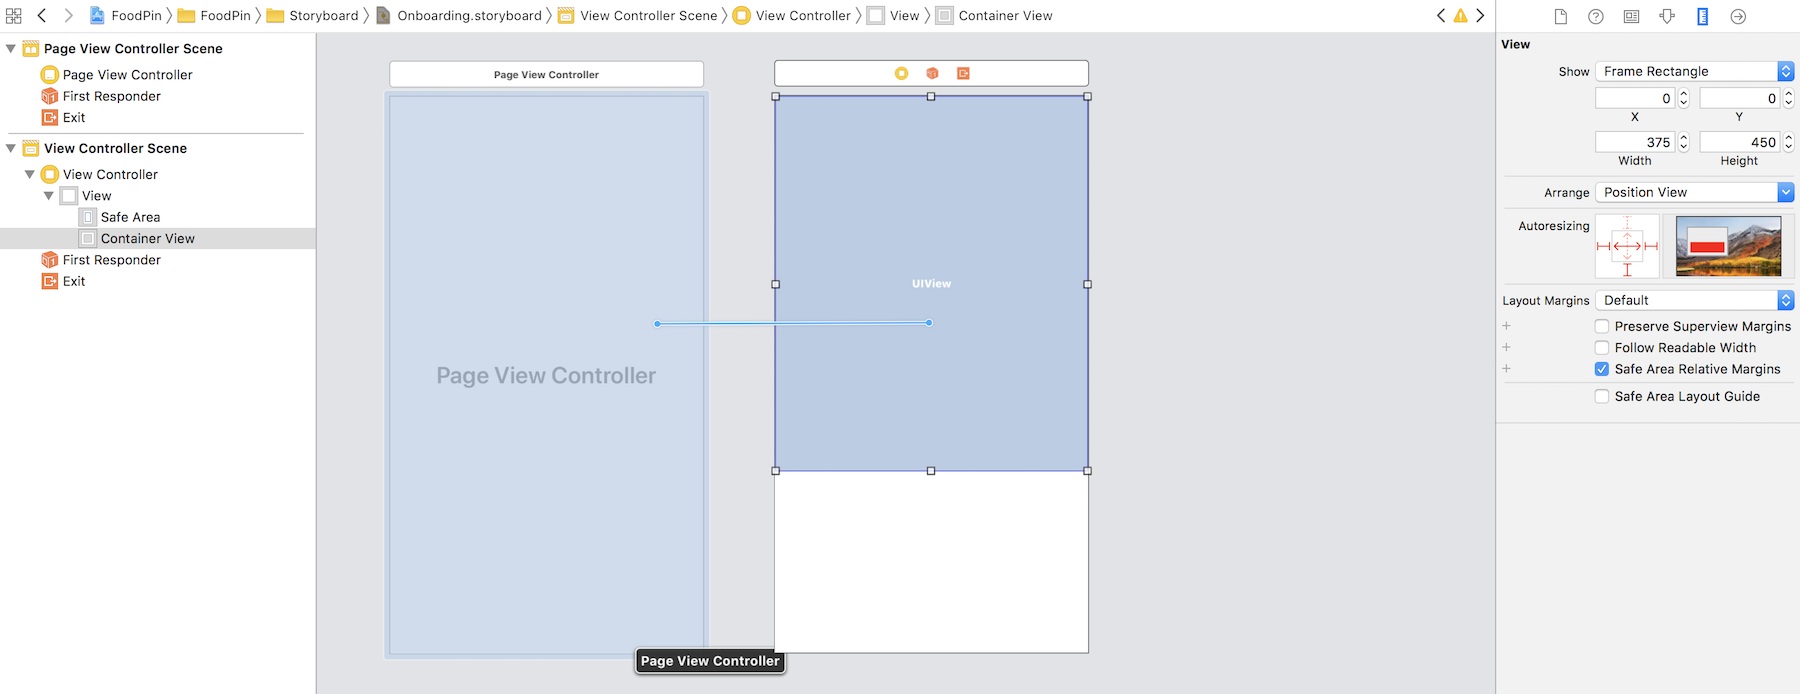 FoodPin FoodPin Storyboard Onboarding.storyboard View Controller Scene View Controller View Container View
Page View Controller Scene
Page View Controller
First Responder
Exit
View Controller Scene
View Controller
View
Safe Area
Container View
First Responder
Exit
Page View Controller
Page View Controller
Page View Controller
UIView
View
Show Frame Rectangle
0 0
X Y
375 450
Width Height
Arrange Position View
Autoresizing
Layout Margins Default
Preserve Superview Margins
Follow Readable Width
Safe Area Relative Margins
Safe Area Layout Guide